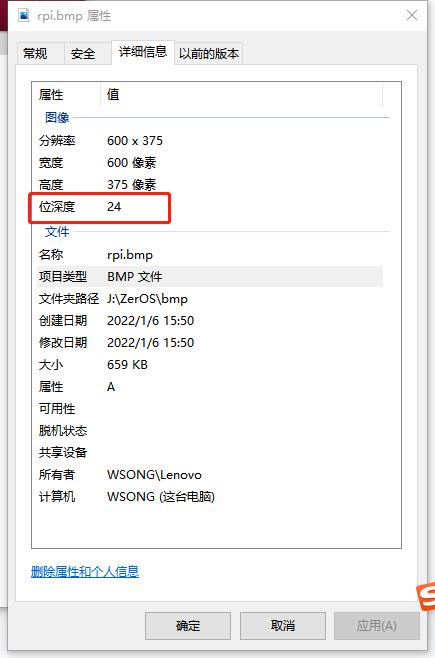 rpi.bmp 属性
常规 安全 详细信息 以前的版本
属性 值
图像
分辨率 600 x 375
宽度 600 像素
高度 375 像素
位深度 24
文件
名称 rpi.bmp
项目类型 BMP 文件
文件夹路径 J:\ZerOS\bmp
创建日期 2022/1/6 15:50
修改日期 2022/1/6 15:50
大小 659 KB
属性 A
可用性
脱机状态
共享设备
所有者 WSONG\Lenovo
计算机 WSONG (这台电脑)
删除属性和个人信息
确定 取消 应用(A)